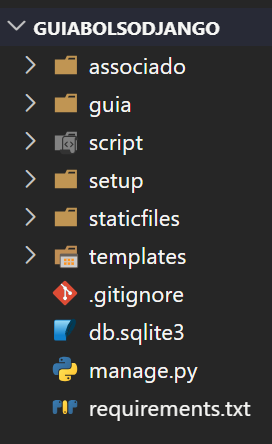 GUIABOLSODJANGO
associado
guia
script
setup
staticfiles
templates
.gitignore
db.sqlite3
manage.py
requirements.txt